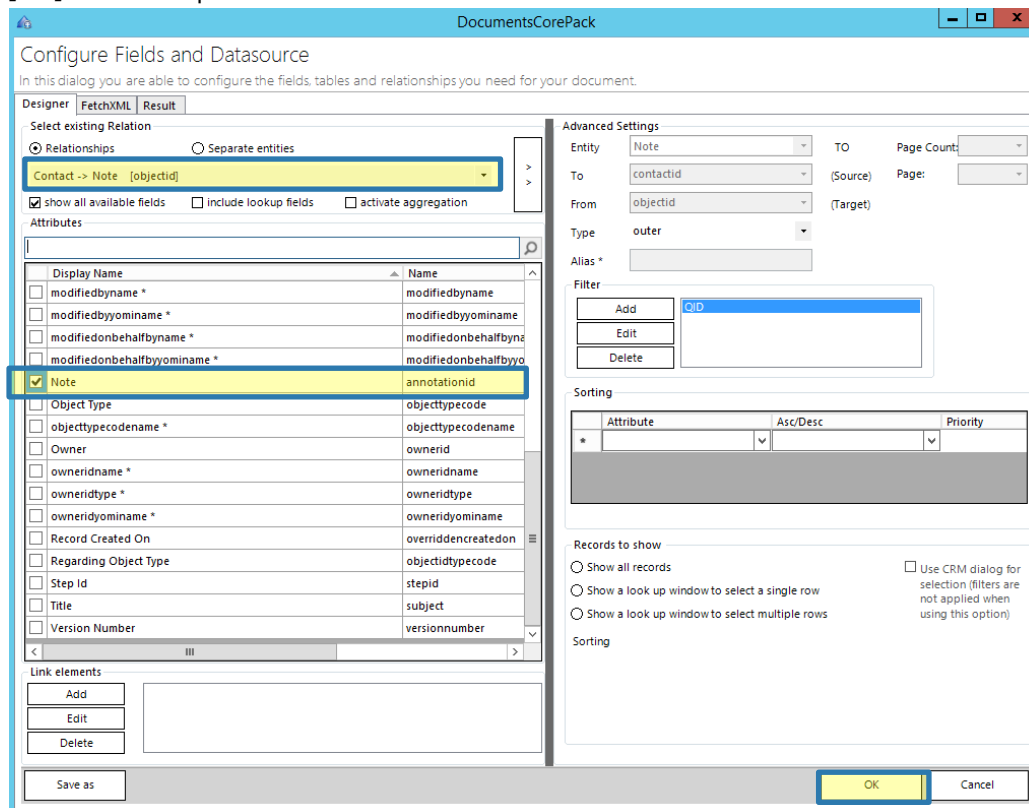 DocumentsCorePack
Configure Fields and Datasource
In this dialog you are able to configure the fields, tables and relationships you need for your document.
Designer FetchXML Result
Select existing Relation
Relationships Separate entities
Contact -> Note [objectid]
> >
show all available fields include lookup fields activate aggregation
Attributes
Display Name Name
modifiedbyname * modifiedbyname
modifiedbyyominame * modifiedbyyominame
modifiedonbehalfbyname * modifiedonbehalfbyna
modifiedonbehalfbyyominame * modifiedonbehalfbyyo
Note annotationid
Object Type objecttypecode
objecttypecodename * objecttypecodename
Owner ownerid
owneridname * owneridname
owneridtype * owneridtype
owneridyominame * owneridyominame
Record Created On overriddencreatedon
Regarding Object Type objectidtypecode
Step Id stepid
Title subject
Version Number versionnumber
Link elements
Add
Edit
Delete
Advanced Settings
Entity Note TO Page Count:
To contactid (Source) Page:
From objectid (Target)
Type outer
Alias *
Filter
Add QID
Edit
Delete
Sorting
Attribute Asc/Desc Priority
*
Records to show
Show all records
Show a look up window to select a single row
Show a look up window to select multiple rows
Use CRM dialog for
selection (filters are
not applied when
using this option)
Sorting
Save as OK Cancel